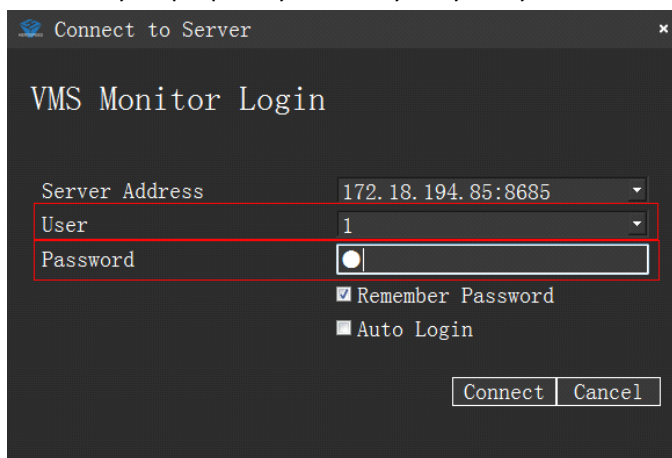 Connect to Server
VMS Monitor Login
Server Address 172.18.194.85:8685
User 1
Password ●
Remember Password
Auto Login
Connect Cancel